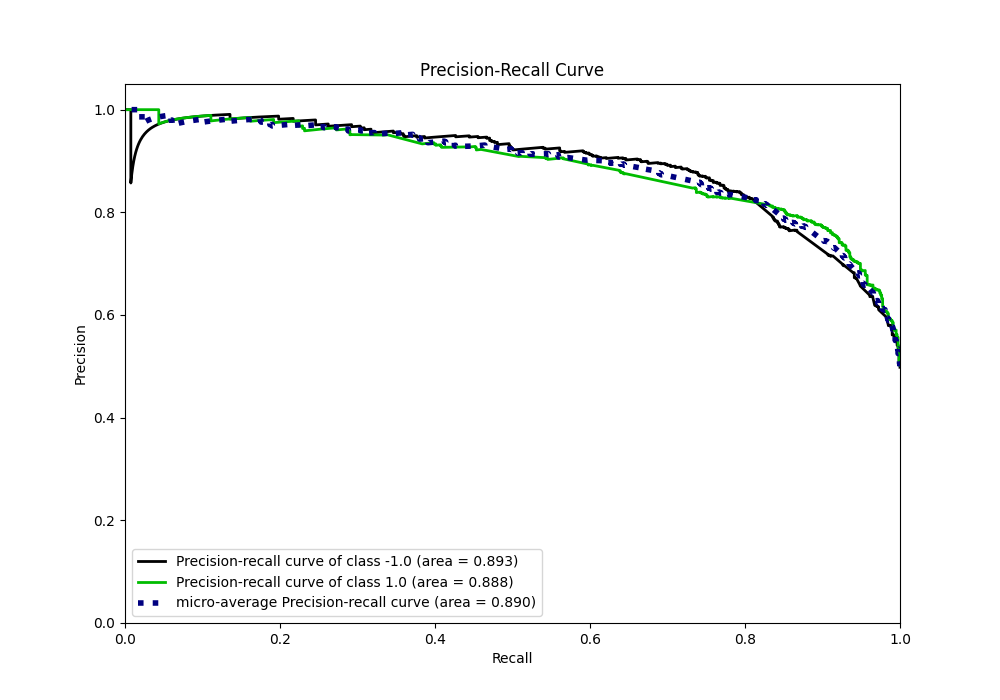 Precision-Recall Curve
1.0
0.8
0.6
0.4
0.2
0.0
Precision
Precision-recall curve of class -1.0 (area = 0.893)
Precision-recall curve of class 1.0 (area = 0.888)
micro-average Precision-recall curve (area = 0.890)
0.0 0.2 0.4 0.6 0.8 1.0
Recall